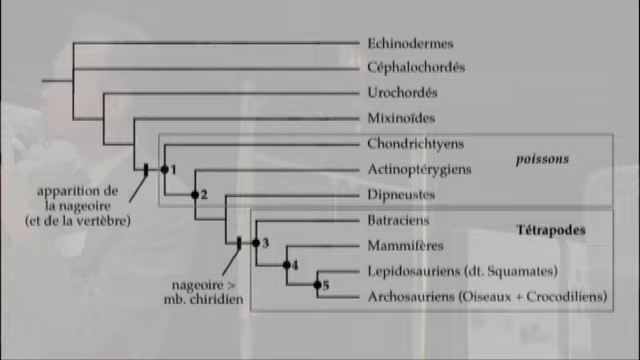 Echinodermes
Céphalochordés
Urochordés
Mixinoïdes
Chondrichtyens
poissons
1
Actinoptérygiens
apparition de
la nageoire
(et de la vertèbre)
2
Dipneustes
Batraciens
Tétrapodes
3
Mammifères
4
Lepidosauriens (dt. Squamates)
nageoire >
mb. chiridien
5
Archosauriens (Oiseaux + Crocodiliens)